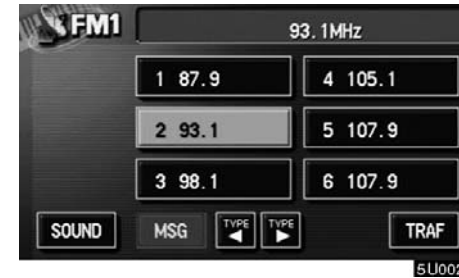 FM1
93.1MHz
1 87.9
4 105.1
2 93.1
5 107.9
3 98.1
6 107.9
SOUND
MSG
TYPE
TYPE
TRAF